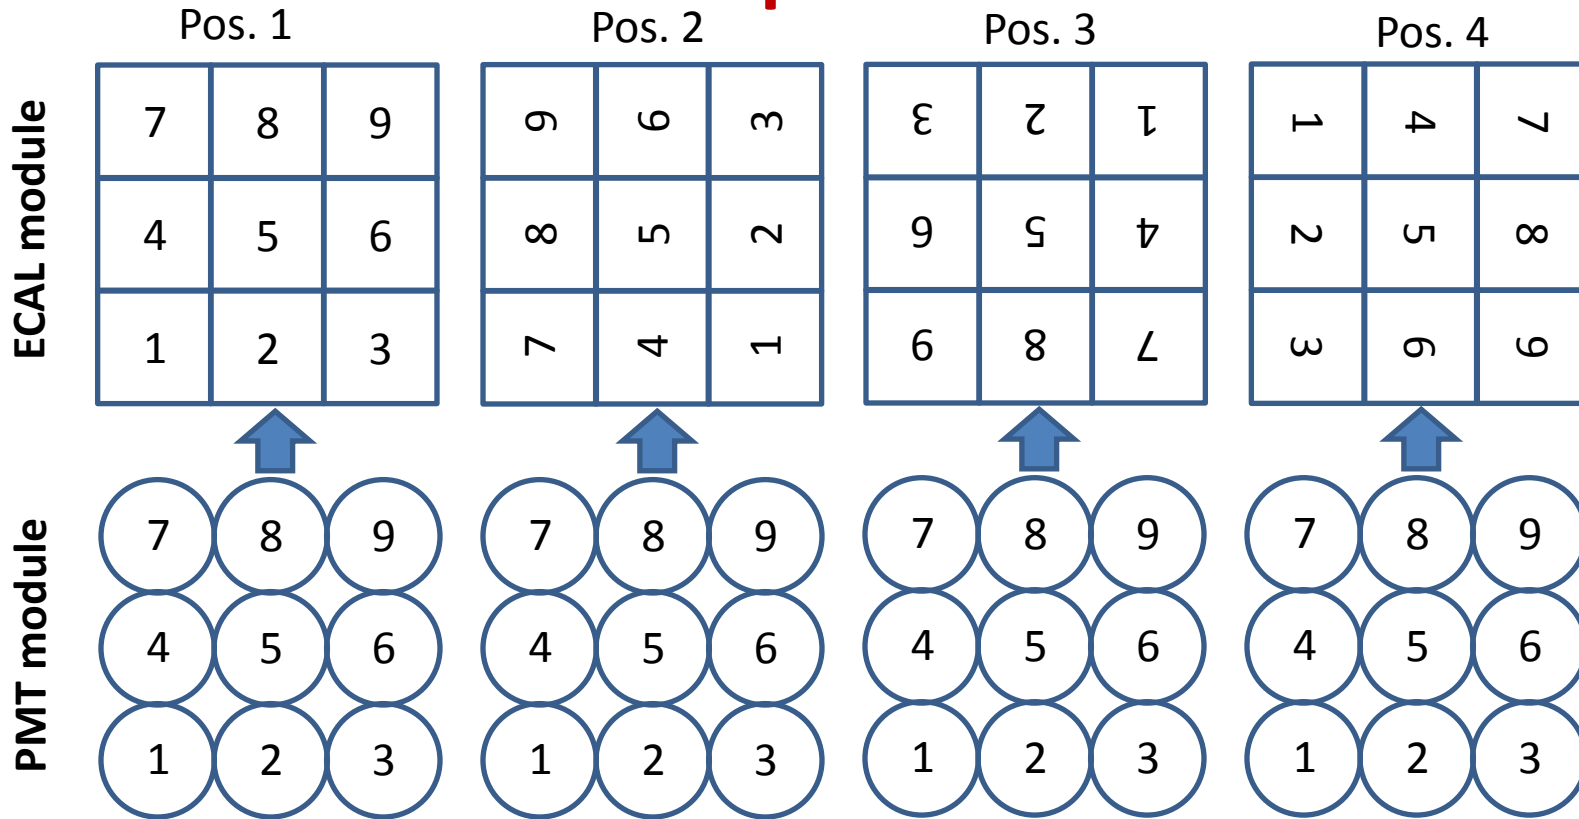 Pos. 1 Pos. 2 Pos. 3 Pos. 4
ECAL module
7 8 9 9 6 3 3 2 1 1 4 7
4 5 6 8 5 2 6 5 4 2 5 8
1 2 3 7 4 1 9 8 7 3 6 9
PMT module
7 8 9 7 8 9 7 8 9 7 8 9
4 5 6 4 5 6 4 5 6 4 5 6
1 2 3 1 2 3 1 2 3 1 2 3